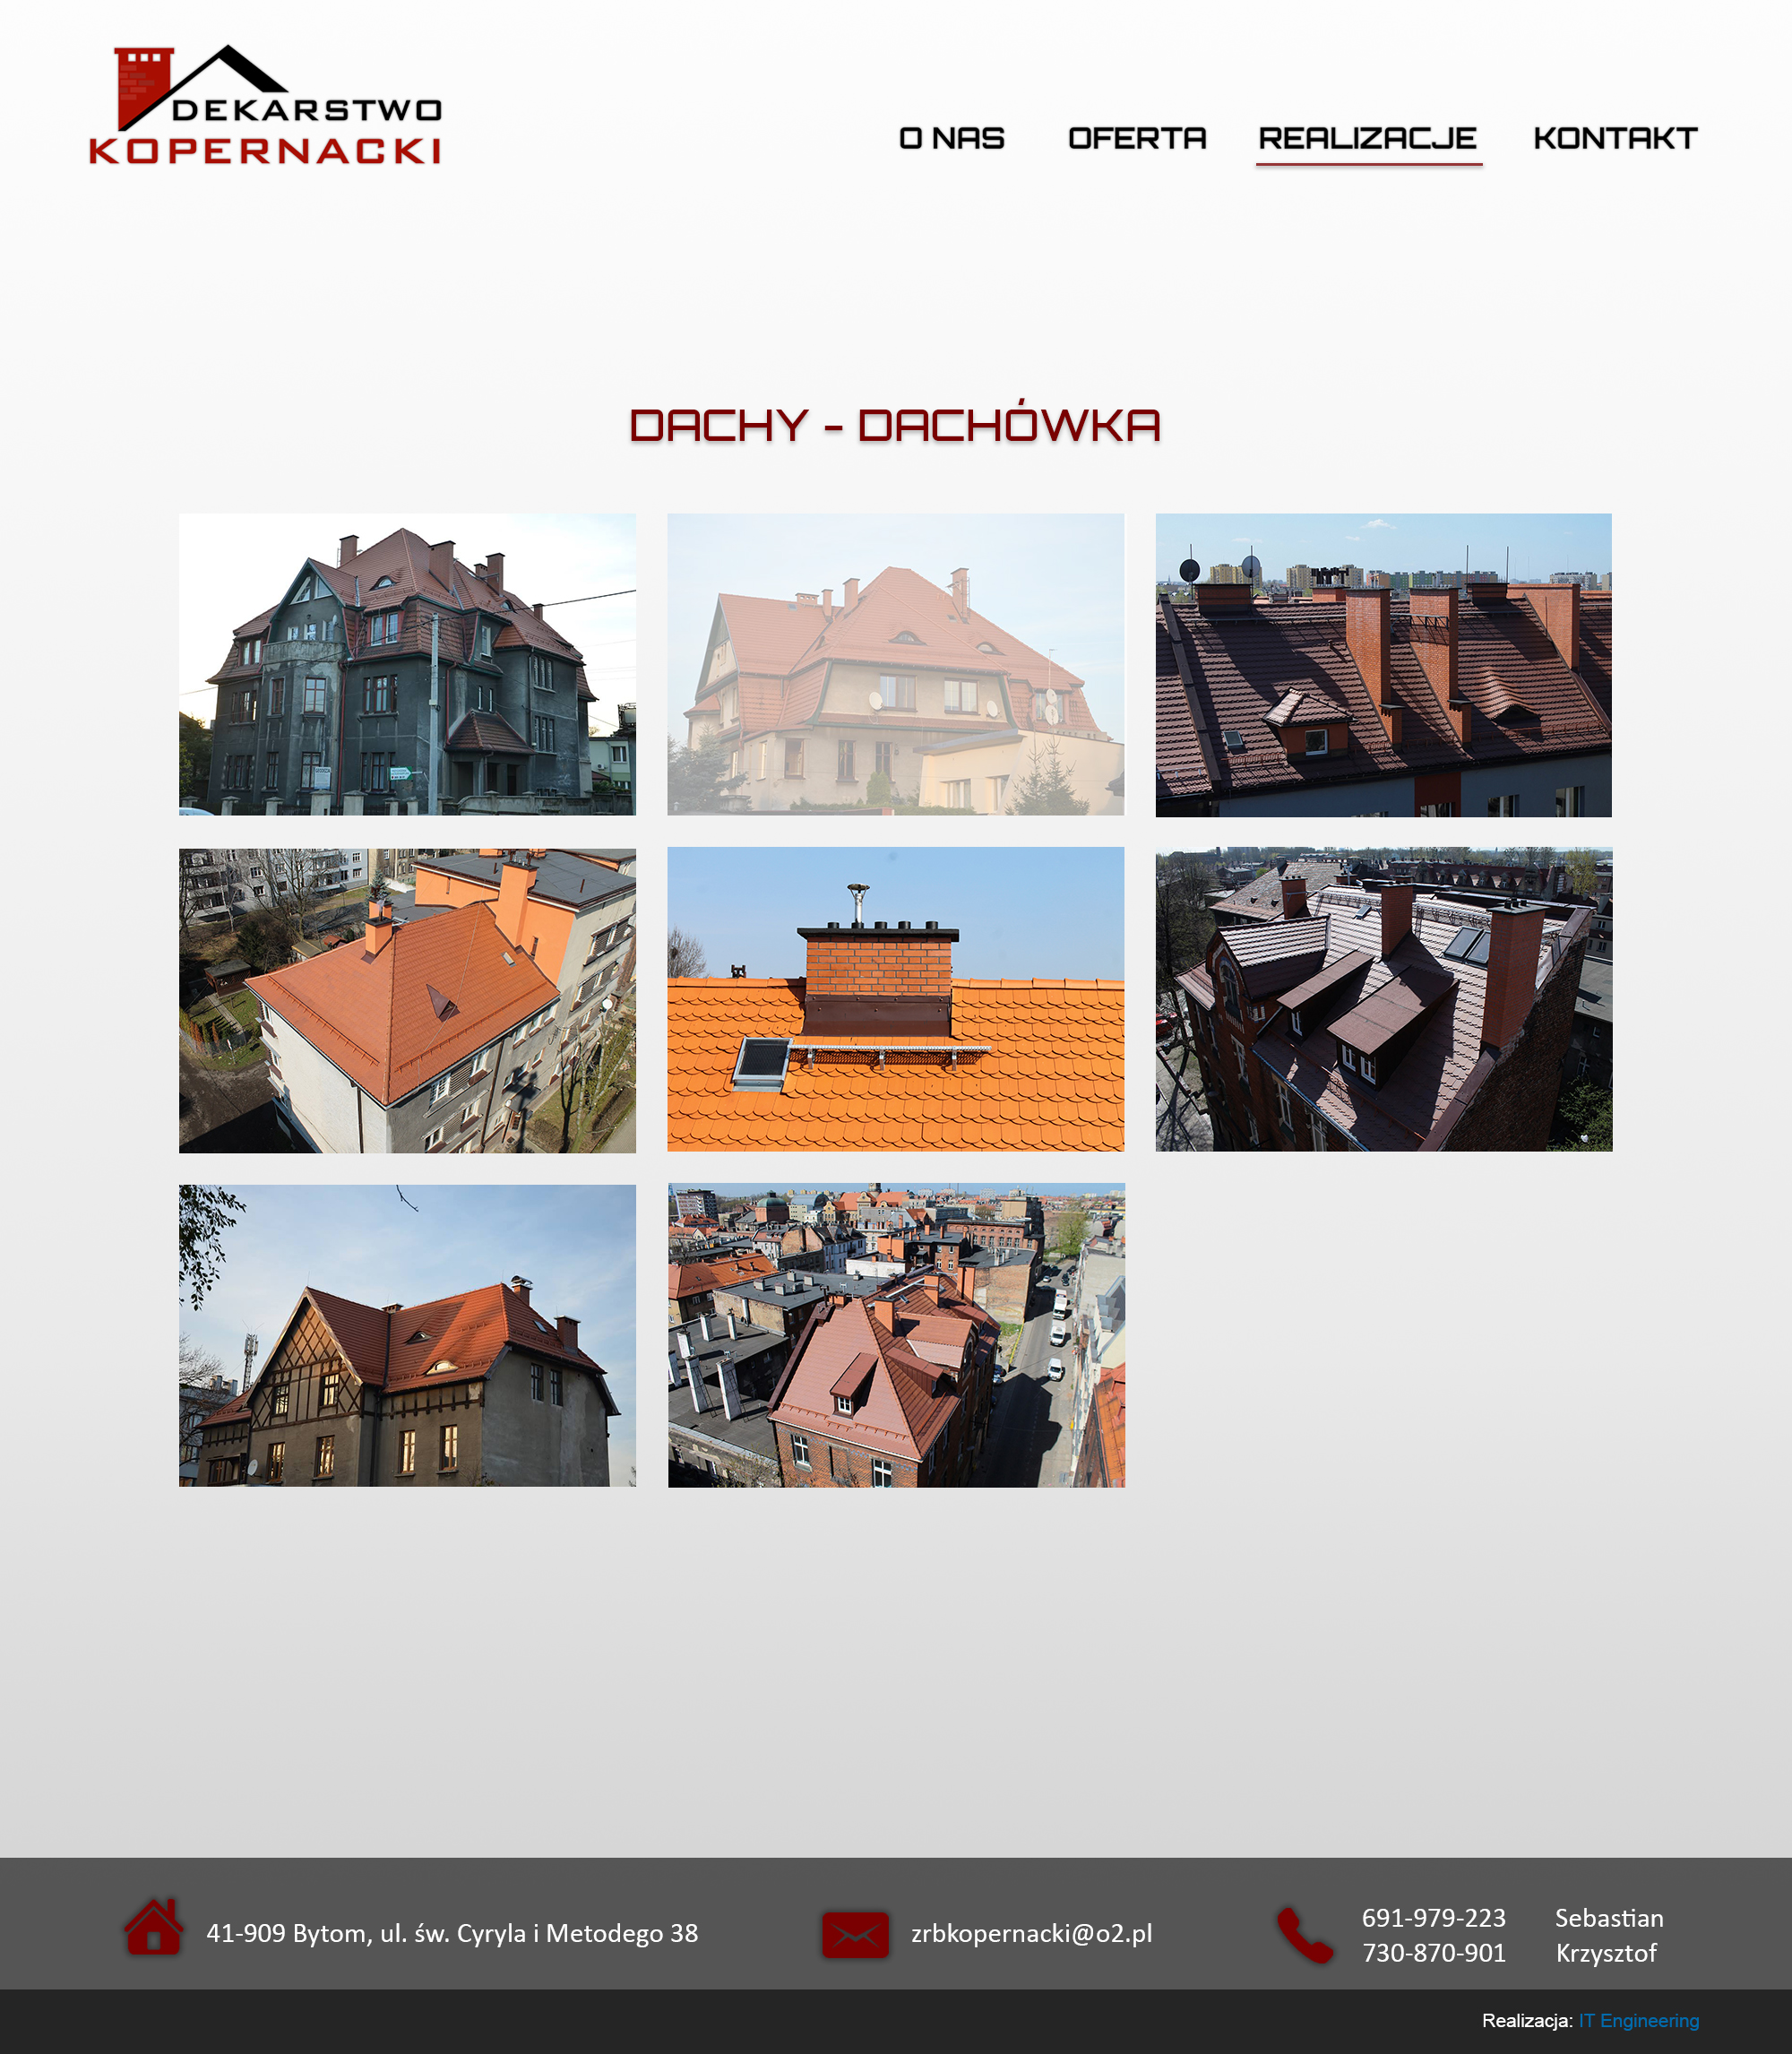 DEKARSTWO
KOPERNACKI
O NAS OFERTA REALIZACJE KONTAKT
DACHY - DACHÓWKA
41-909 Bytom, ul. św. Cyryla i Metodego 38
zrbkopernacki@o2.pl
691-979-223 Sebastian
730-870-901 Krzysztof
Realizacja: IT Engineering